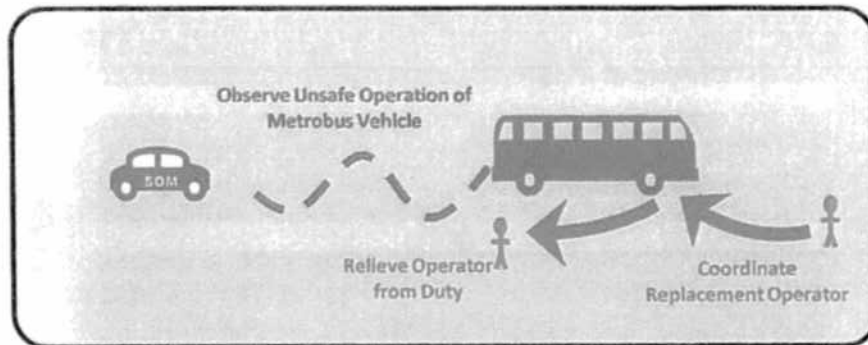 Observe Unsafe Operation of
Metrobus Vehicle
SOM
Relieve Operator
from Duty
Coordinate
Replacement Operator